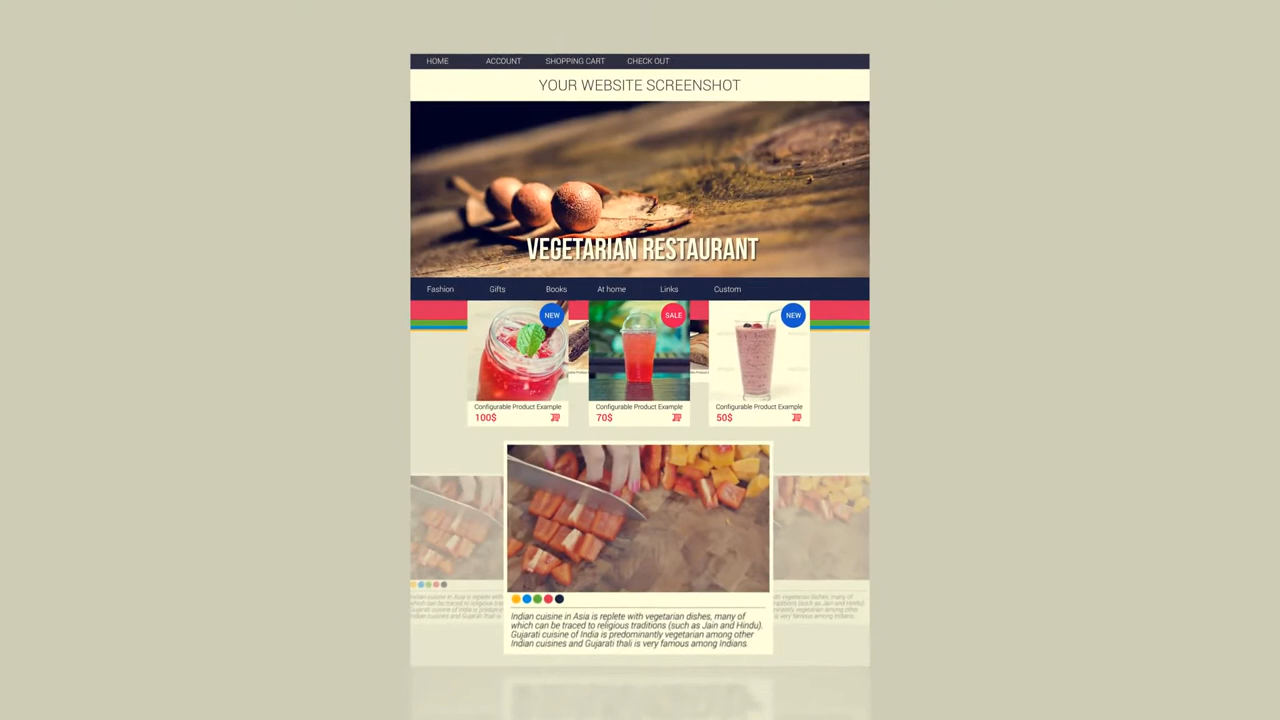 HOME ACCOUNT SHOPPING CART CHECK OUT
YOUR WEBSITE SCREENSHOT
VEGETARIAN RESTAURANT
Fashion Gifts Books At home Links Custom
NEW SALE NEW
Configurable Product Example Configurable Product Example Configurable Product Example
100$ 70$ 50$
Indian cuisine in Asia is replete with vegetarian dishes, many of
which can be traced to religious traditions (such as Jain and Hindu).
Gujarati cuisine of India is predominantly vegetarian among other
Indian cuisines and Gujarati thali is very famous among Indians